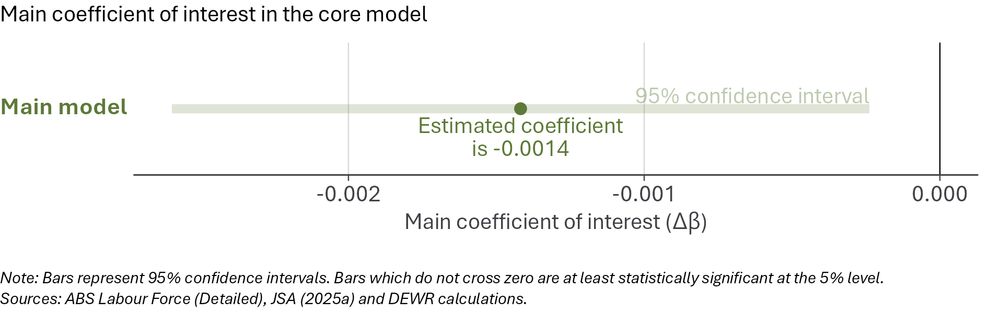 Main coefficient of interest in the core model
95% confidence interval
Main model
Estimated coefficient
is -0.0014
-0.002
-0.001
0.000
Main coefficient of interest (Δβ)
Note: Bars represent 95% confidence intervals. Bars which do not cross zero are at least statistically significant at the 5% level.
Sources: ABS Labour Force (Detailed), JSA (2025a) and DEWR calculations.